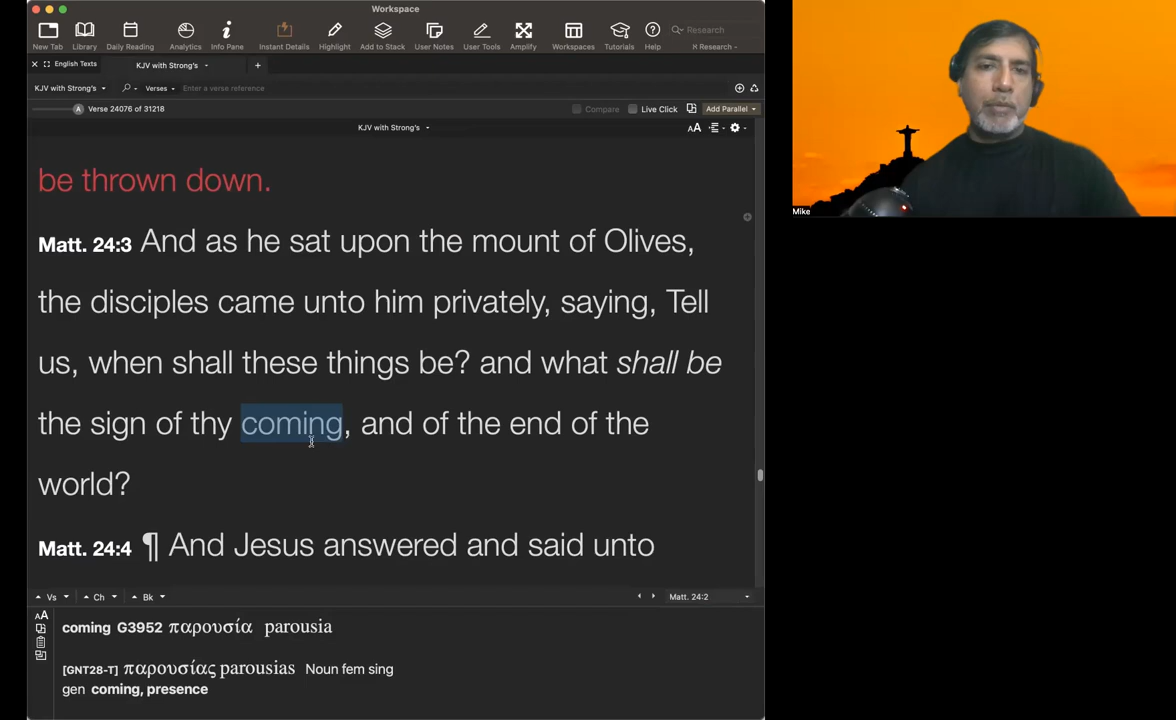 Workspace
New Tab Library Daily Reading Analytics Info Pane Instant Details Highlight Add to Stack User Notes User Tools Amplify Workspaces Tutorials Help Research
Research
English Texts KJV with Strong's +
KJV with Strong's Verses Enter a verse reference
A Verse 24076 of 31218 Compare Live Click Add Parallel
KJV with Strong's AA
be thrown down.
Matt. 24:3 And as he sat upon the mount of Olives,
the disciples came unto him privately, saying, Tell
us, when shall these things be? and what shall be
the sign of thy coming, and of the end of the
world?
Matt. 24:4 ¶ And Jesus answered and said unto
Vs Ch Bk Matt. 24:2
AA
coming G3952 παρουσία parousia
[GNT28-T] παρουσίας parousias Noun fem sing
gen coming, presence
Mike